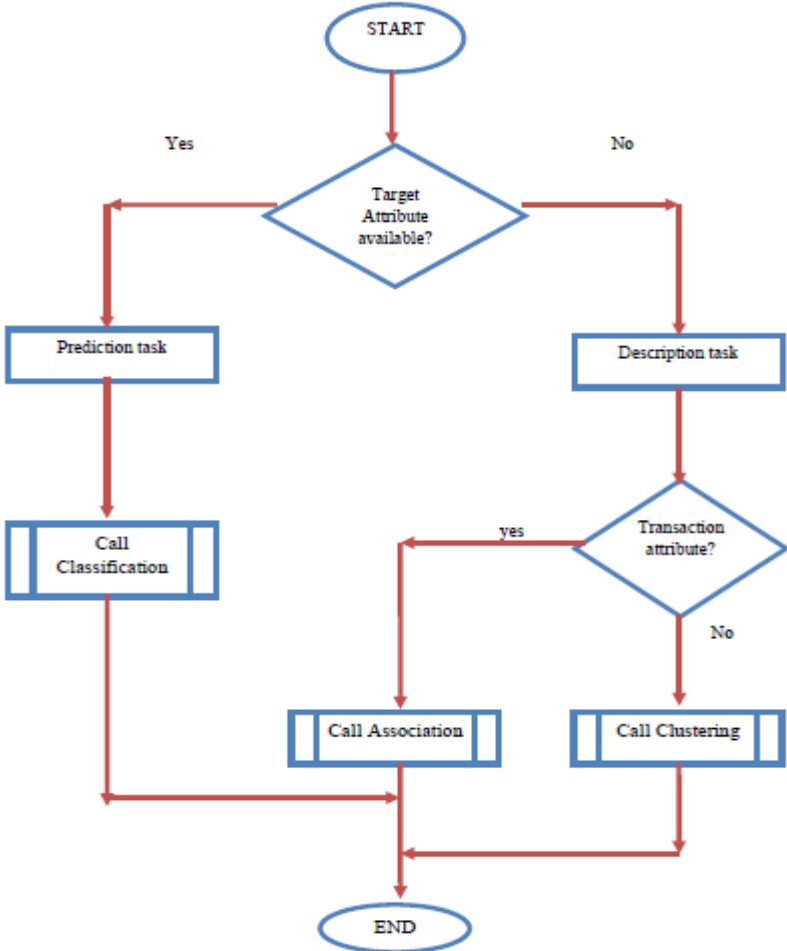 START
Yes
No
Target
Attribute
available?
Prediction task
Description task
yes
Transaction
attribute?
Call
Classification
No
Call Association
Call Clustering
END